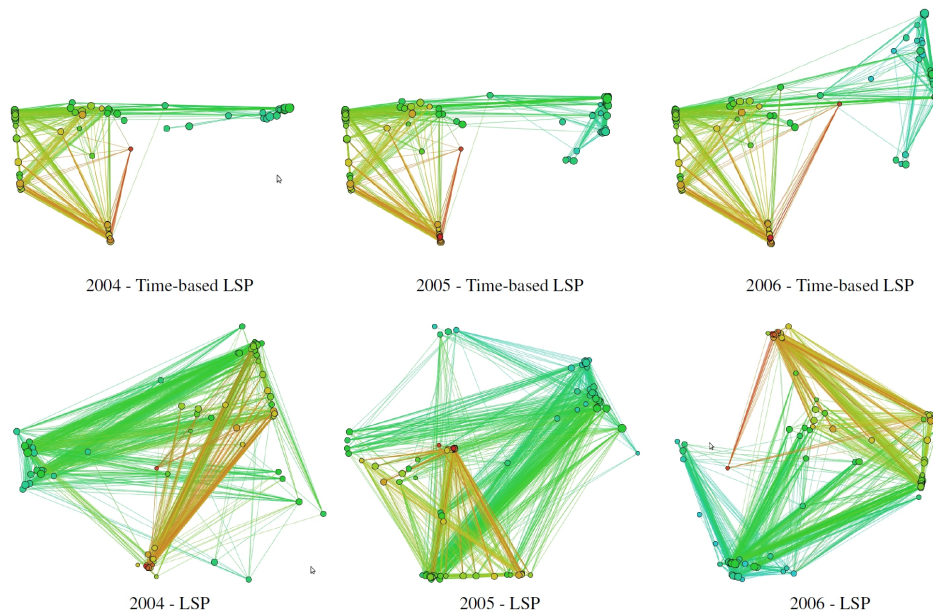 2004 - Time-based LSP
2005 - Time-based LSP
2006 - Time-based LSP
2004 - LSP
2005 - LSP
2006 - LSP